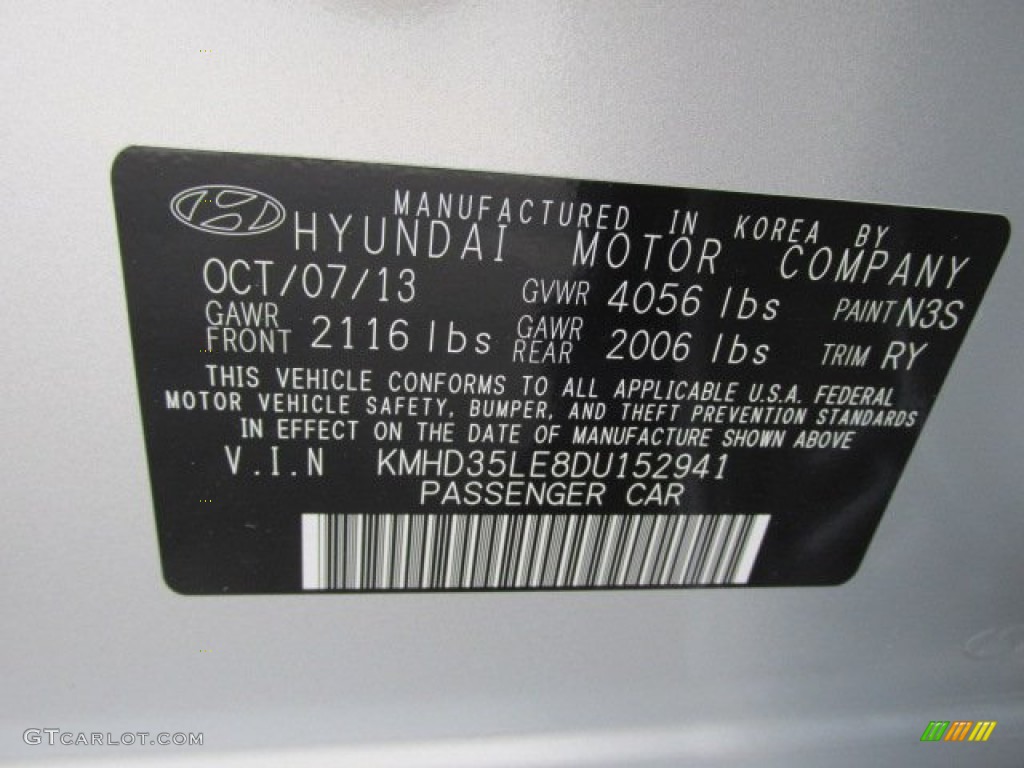 MANUFACTURED IN KOREA BY
HYUNDAI MOTOR COMPANY
OCT/07/13 GVWR 4056 lbs PAINT N3S
GAWR FRONT 2116 lbs GAWR REAR 2006 lbs TRIM RY
THIS VEHICLE CONFORMS TO ALL APPLICABLE U.S.A. FEDERAL
MOTOR VEHICLE SAFETY, BUMPER, AND THEFT PREVENTION STANDARDS
IN EFFECT ON THE DATE OF MANUFACTURE SHOWN ABOVE
V.I.N KMHD35LE8DU152941
PASSENGER CAR
GTCARLOT.COM